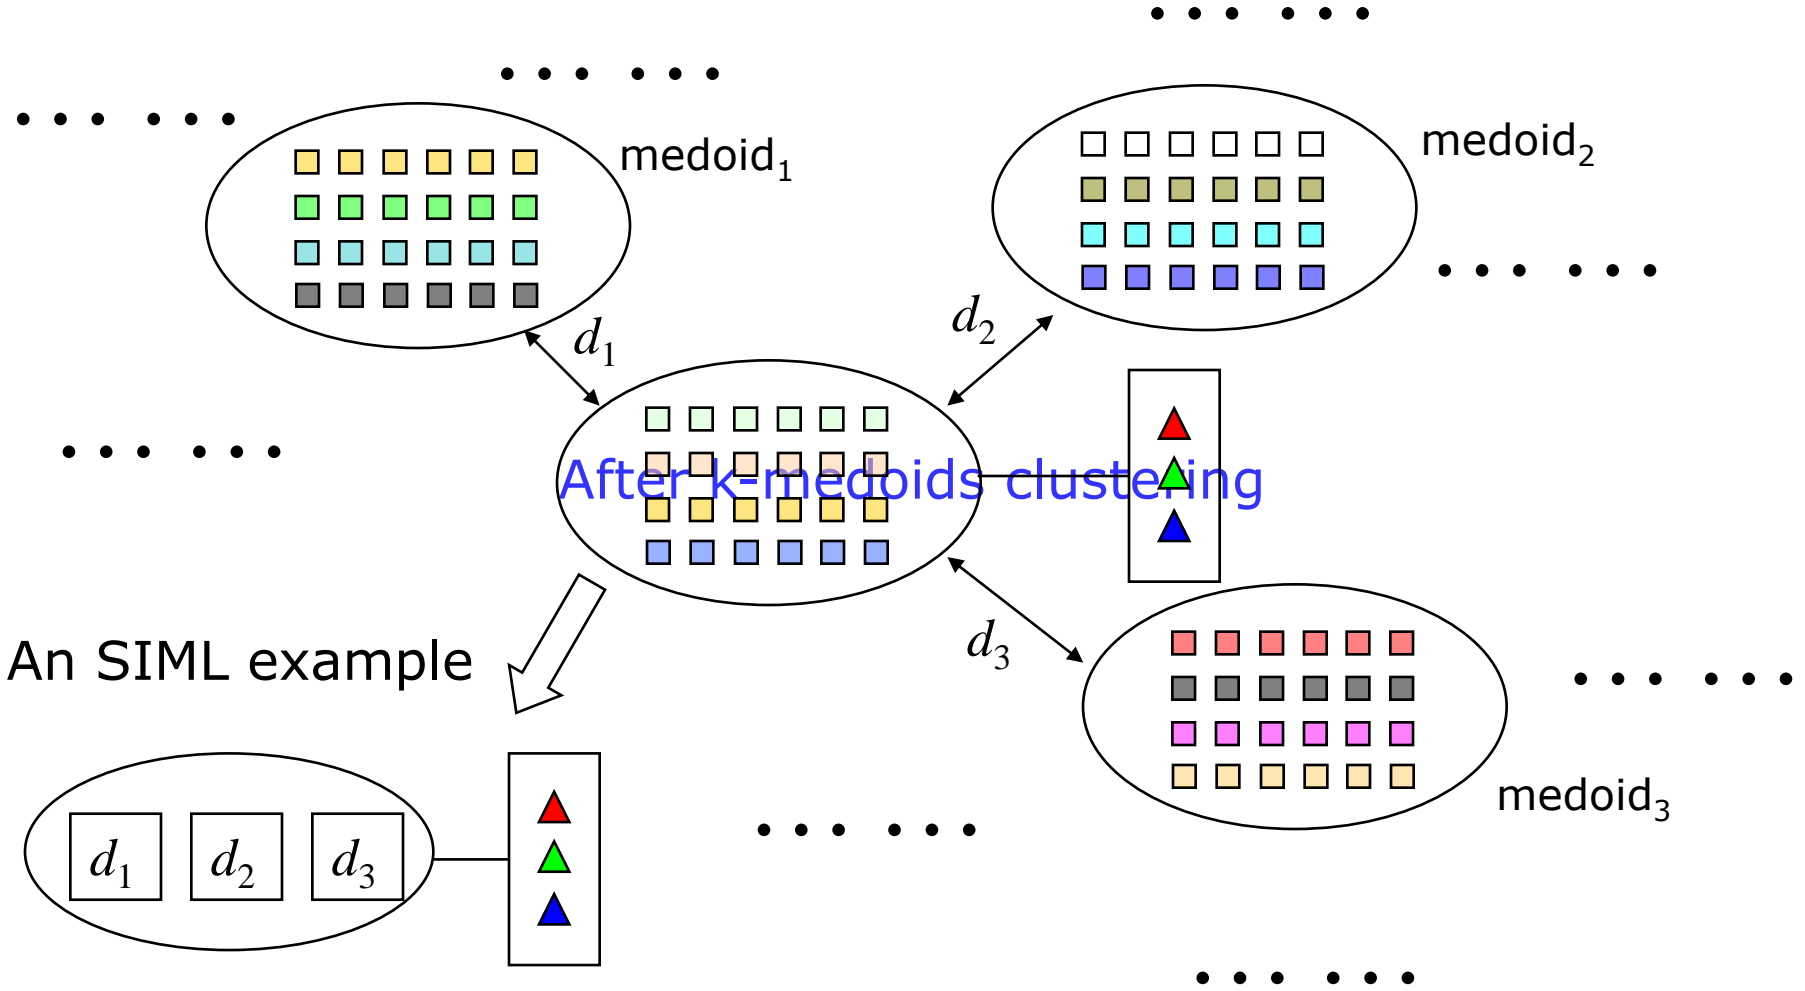 medoid₁
medoid₂
d₁
d₂
After k-medoids clustering
d₃
An SIML example
medoid₃
d₁ d₂ d₃